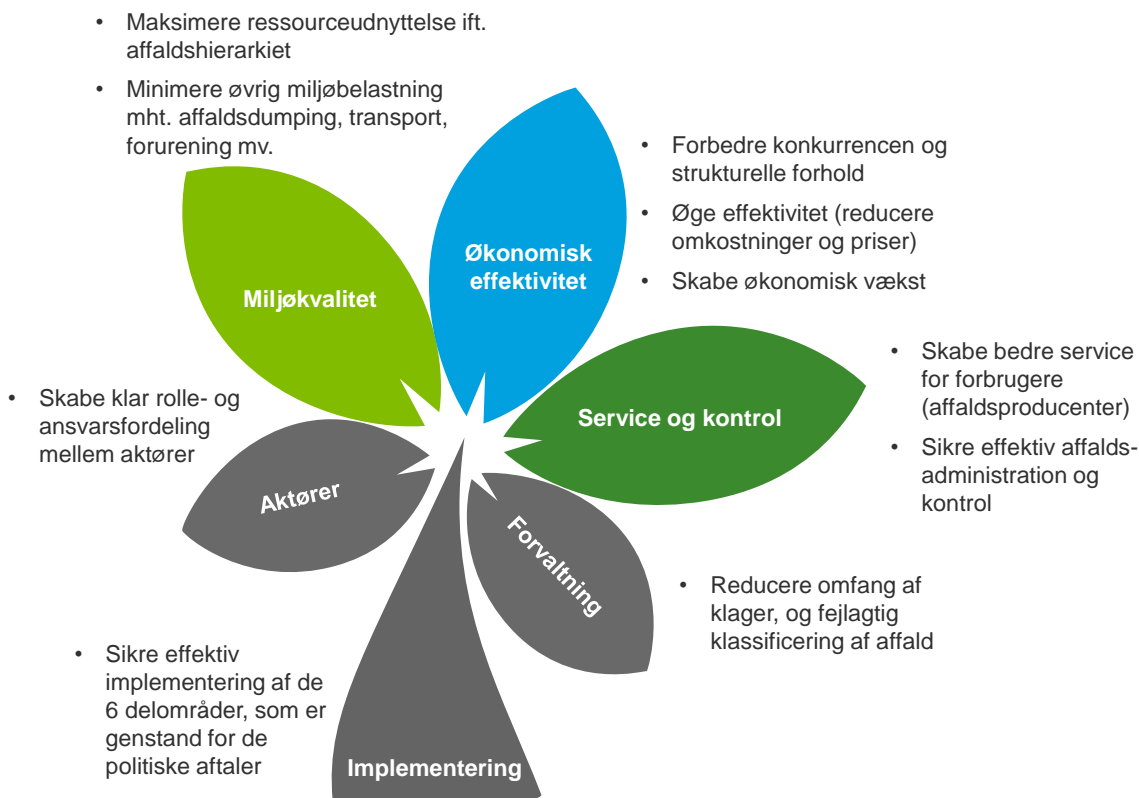 • Maksimere ressourceudnyttelse ift.
affaldshierarkiet
• Minimere øvrig miljøbelastning
mht. affaldsdumping, transport,
forurening mv.
Miljøkvalitet
Økonomisk
effektivitet
• Forbedre konkurrencen og
strukturelle forhold
• Øge effektivitet (reducere
omkostninger og priser)
• Skabe økonomisk vækst
Service og kontrol
• Skabe bedre service
for forbrugere
(affaldsproducenter)
• Sikre effektiv affalds-
administration og
kontrol
• Skabe klar rolle- og
ansvarsfordeling
mellem aktører
Aktører
Forvaltning
• Reducere omfang af
klager, og fejlagtig
klassificering af affald
• Sikre effektiv
implementering af de
6 delområder, som er
genstand for de
politiske aftaler
Implementering